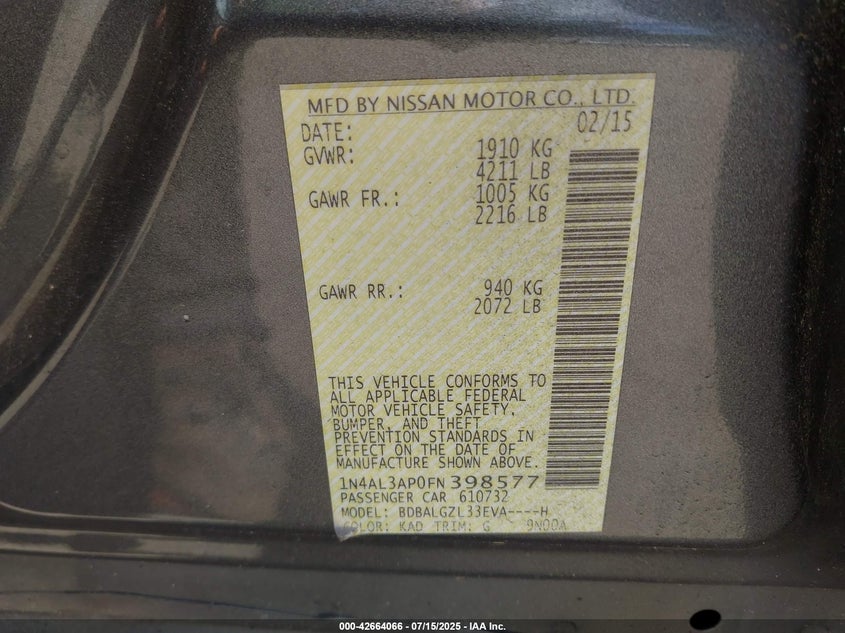 MFD BY NISSAN MOTOR CO., LTD.
DATE: 02/15
GVWR: 1910 KG
4211 LB
GAWR FR.: 1005 KG
2216 LB
GAWR RR.: 940 KG
2072 LB
THIS VEHICLE CONFORMS TO
ALL APPLICABLE FEDERAL
MOTOR VEHICLE SAFETY,
BUMPER, AND THEFT
PREVENTION STANDARDS IN
EFFECT ON THE DATE OF
MANUFACTURE SHOWN ABOVE.
1N4AL3AP0FN398577
PASSENGER CAR 610732
MODEL: BDBALGZL33EVA----H
COLOR: KAD TRIM: G 9N00A
000-42664066 - 07/15/2025 - IAA Inc.